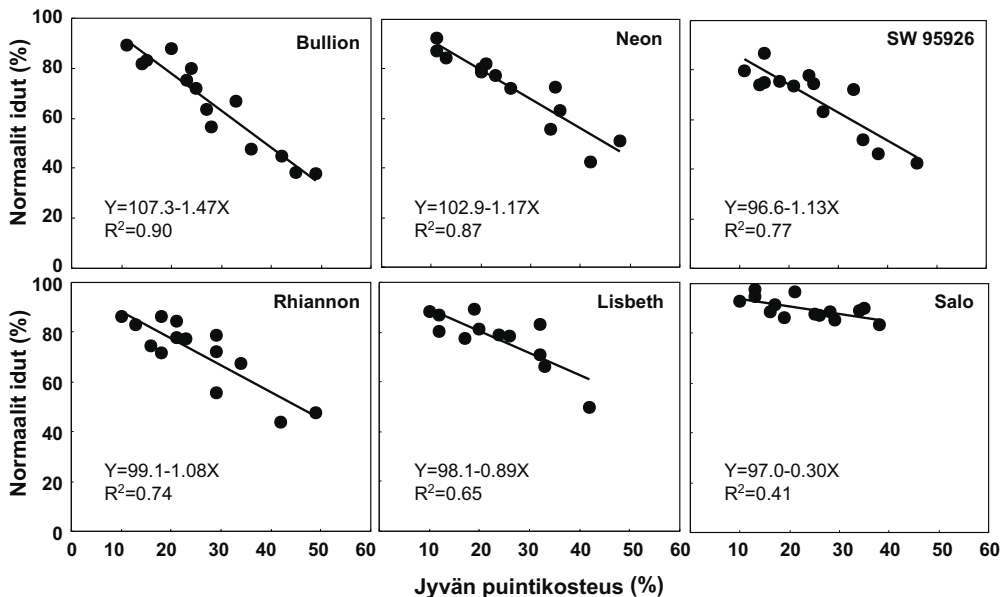 Normaalit idut (%)
100
80
60
40
20
0
Bullion
Y=107.3-1.47X
R²=0.90
Neon
Y=102.9-1.17X
R²=0.87
SW 95926
Y=96.6-1.13X
R²=0.77
Normaalit idut (%)
100
80
60
40
20
0
Rhiannon
Y=99.1-1.08X
R²=0.74
Lisbeth
Y=98.1-0.89X
R²=0.65
Salo
Y=97.0-0.30X
R²=0.41
0 10 20 30 40 50 60
10 20 30 40 50 60
10 20 30 40 50 60
Jyvän puintikosteus (%)